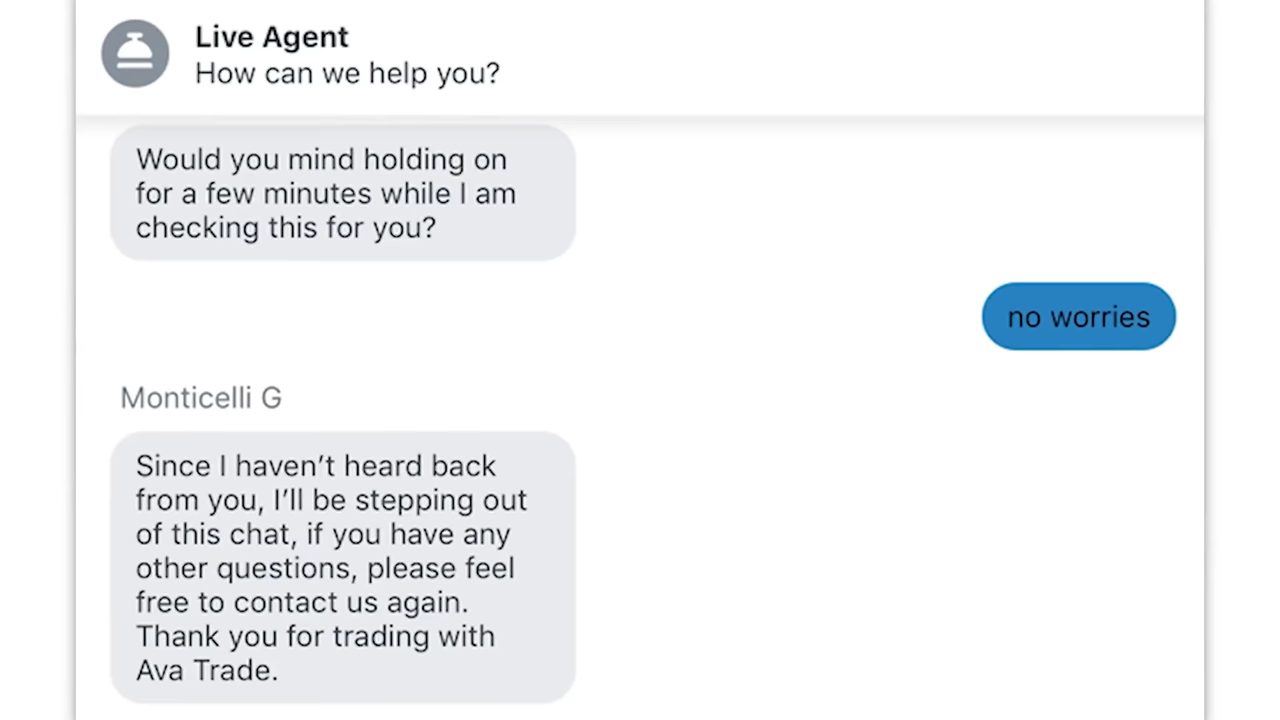 Live Agent
How can we help you?
Would you mind holding on
for a few minutes while I am
checking this for you?
no worries
Monticelli G
Since I haven’t heard back
from you, I’ll be stepping out
of this chat, if you have any
other questions, please feel
free to contact us again.
Thank you for trading with
Ava Trade.